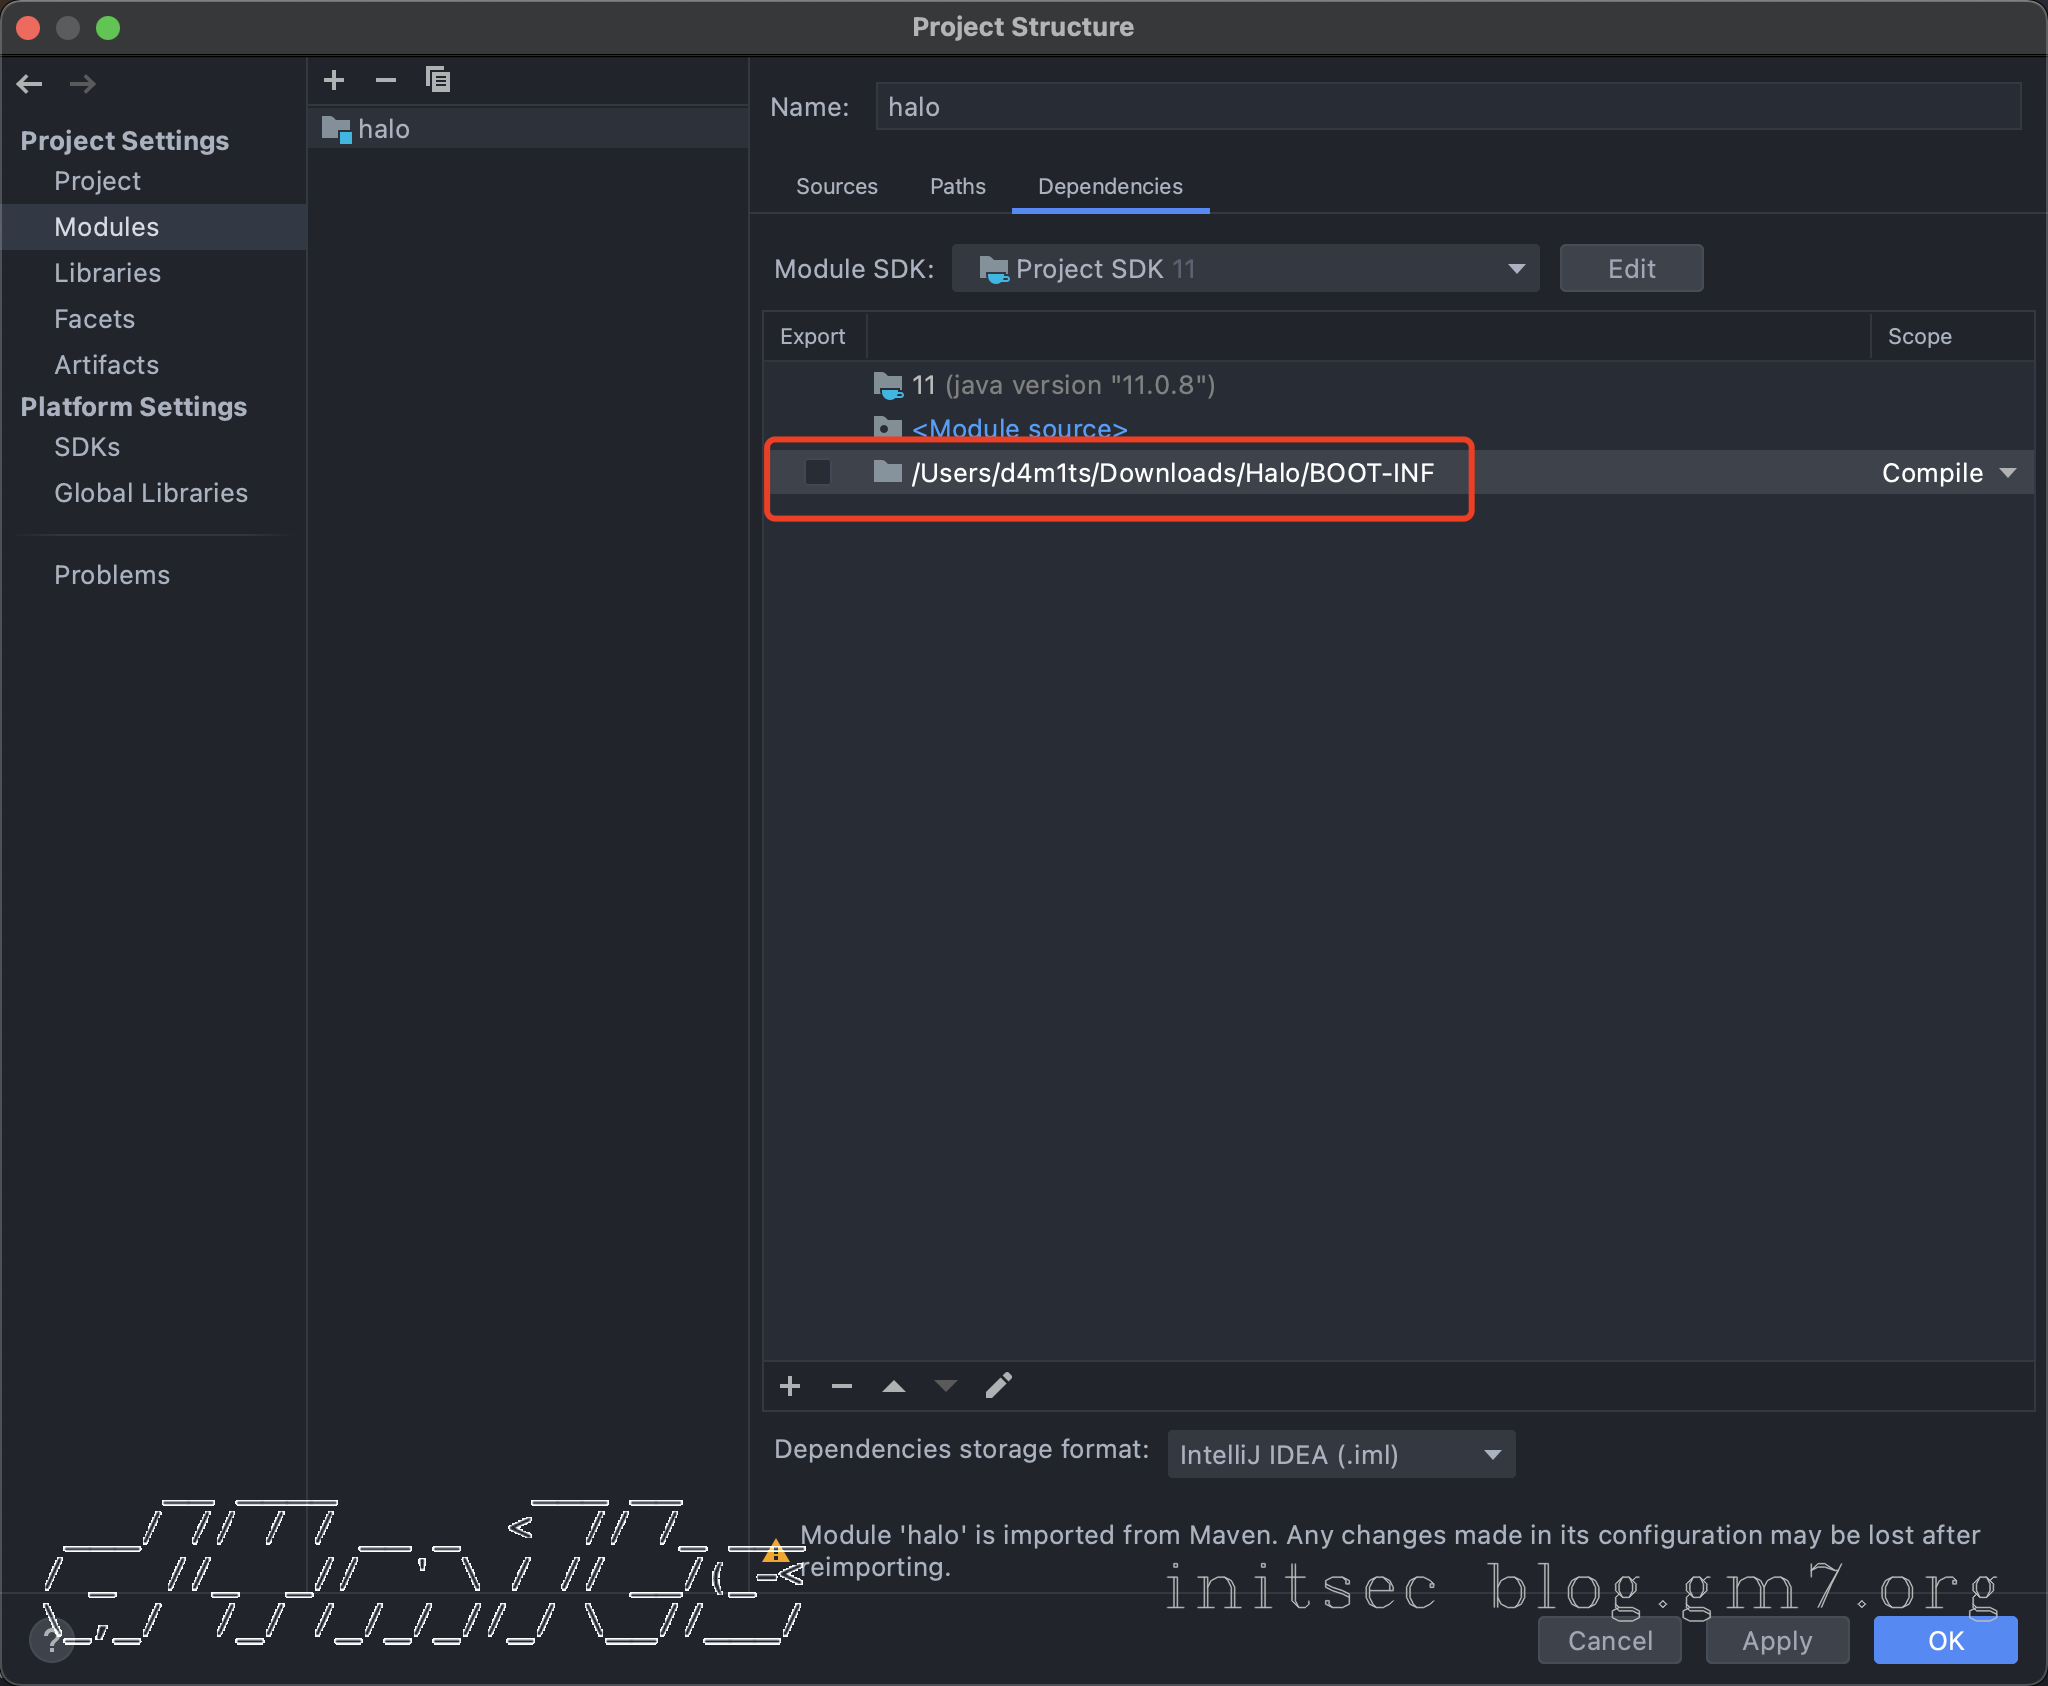 Project Structure
Project Settings
Project
Modules
Libraries
Facets
Artifacts
Platform Settings
SDKs
Global Libraries
Problems
halo
Name: halo
Sources Paths Dependencies
Module SDK: Project SDK 11 Edit
Export Scope
11 (java version "11.0.8")
<Module source>
/Users/d4m1ts/Downloads/Halo/BOOT-INF Compile
Dependencies storage format: IntelliJ IDEA (.iml)
Module 'halo' is imported from Maven. Any changes made in its configuration may be lost after
reimporting.
initsec blog.gm7.org
? Cancel Apply OK